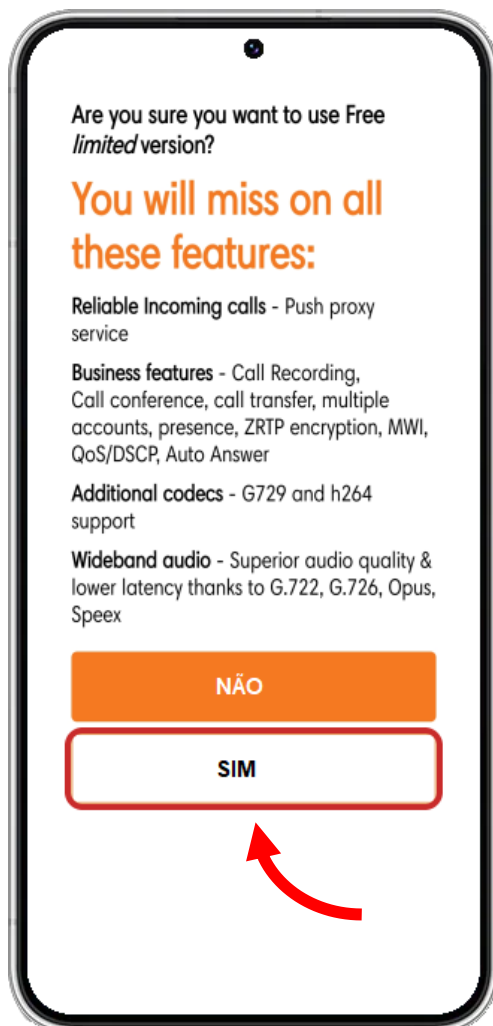 Are you sure you want to use Free
limited version?
You will miss on all
these features:
Reliable Incoming calls - Push proxy
service
Business features - Call Recording,
Call conference, call transfer, multiple
accounts, presence, ZRTP encryption, MWI,
QoS/DSCP, Auto Answer
Additional codecs - G729 and h264
support
Wideband audio - Superior audio quality &
lower latency thanks to G.722, G.726, Opus,
Speex
NÃO
SIM